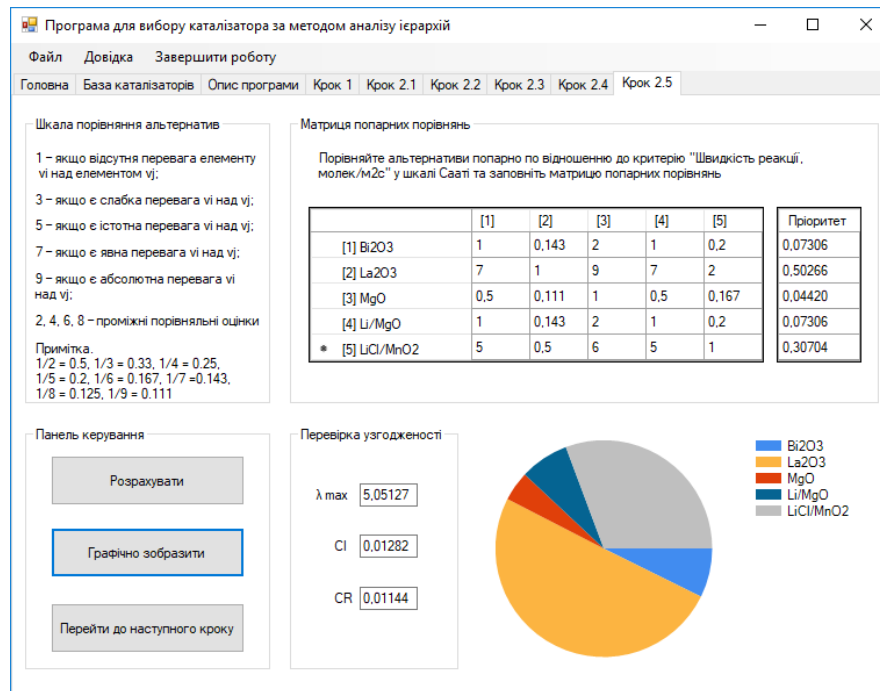 Програма для вибору каталізатора за методом аналізу ієрархій
Файл Довідка Завершити роботу
Головна База каталізаторів Опис програми Крок 1 Крок 2.1 Крок 2.2 Крок 2.3 Крок 2.4 Крок 2.5
Шкала порівняння альтернатив
1 – якщо відсутня перевага елементу
vi над елементом vj;
3 – якщо є слабка перевага vi над vj;
5 – якщо є істотна перевага vi над vj;
7 – якщо є явна перевага vi над vj;
9 – якщо є абсолютна перевага vi
над vj;
2, 4, 6, 8 – проміжні порівняльні оцінки
Примітка.
1/2 = 0.5, 1/3 = 0.33, 1/4 = 0.25,
1/5 = 0.2, 1/6 = 0.167, 1/7 =0.143,
1/8 = 0.125, 1/9 = 0.111
Матриця попарних порівнянь
Порівняйте альтернативи попарно по відношенню до критерію "Швидкість реакції,
молек/м2с" у шкалі Сааті та заповніть матрицю попарних порівнянь
[1] [2] [3] [4] [5] Пріоритет
[1] Bi2O3 1 0,143 2 1 0,2 0,07306
[2] La2O3 7 1 9 7 2 0,50266
[3] MgO 0,5 0,111 1 0,5 0,167 0,04420
[4] Li/MgO 1 0,143 2 1 0,2 0,07306
[5] LiCl/MnO2 5 0,5 6 5 1 0,30704
Панель керування
Розрахувати
Графічно зобразити
Перейти до наступного кроку
Перевірка узгодженості
λ max 5,05127
CI 0,01282
CR 0,01144
Bi2O3
La2O3
MgO
Li/MgO
LiCl/MnO2